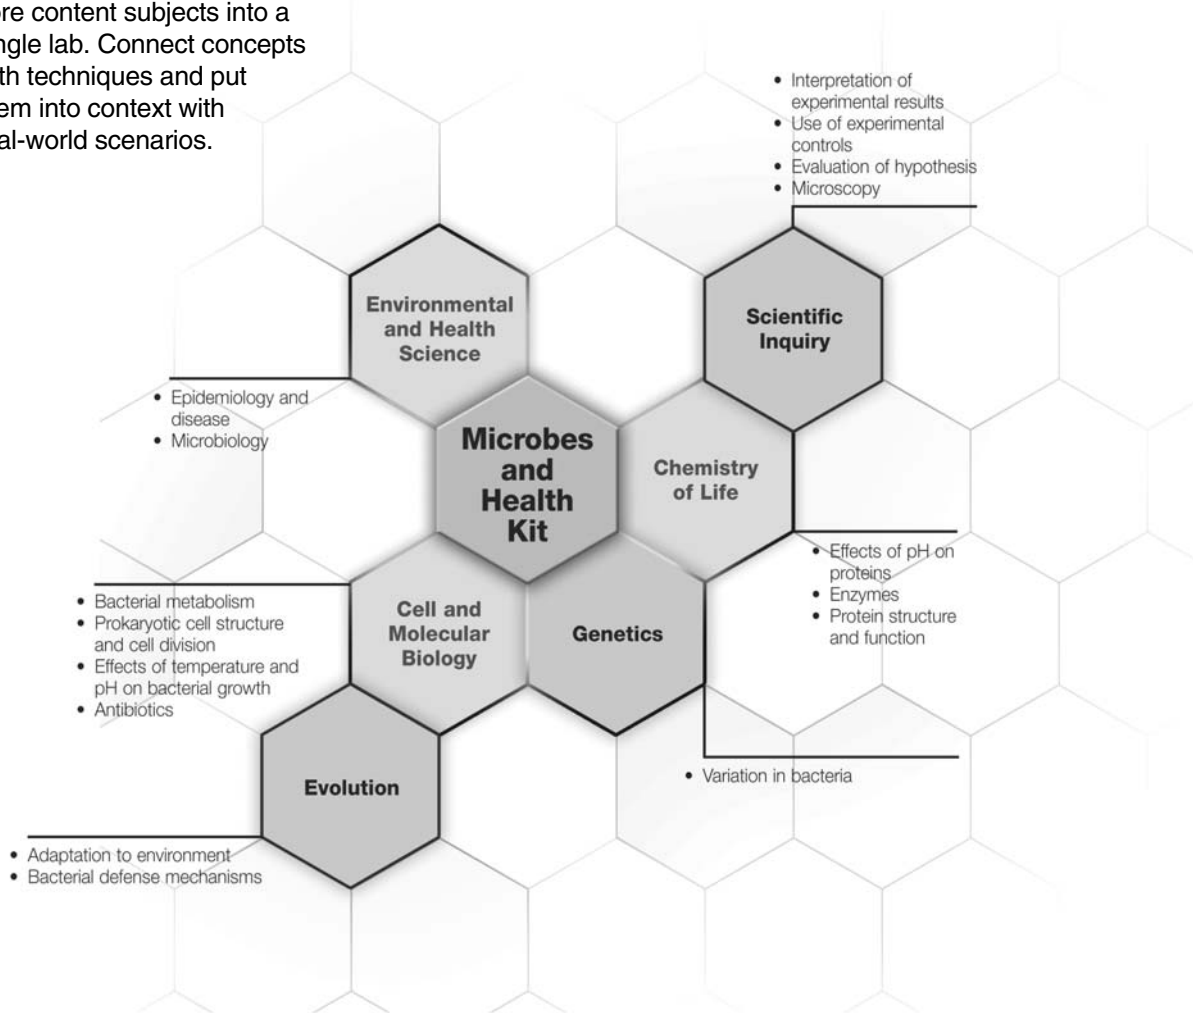 ore content subjects into a
ngle lab. Connect concepts
th techniques and put
em into context with
al-world scenarios.
• Interpretation of
experimental results
• Use of experimental
controls
• Evaluation of hypothesis
• Microscopy
Environmental
and Health
Science
Scientific
Inquiry
• Epidemiology and
disease
• Microbiology
Microbes
and
Health
Kit
Chemistry
of Life
• Effects of pH on
proteins
• Enzymes
• Protein structure
and function
• Bacterial metabolism
• Prokaryotic cell structure
and cell division
• Effects of temperature and
pH on bacterial growth
• Antibiotics
Cell and
Molecular
Biology
Genetics
• Variation in bacteria
Evolution
• Adaptation to environment
• Bacterial defense mechanisms